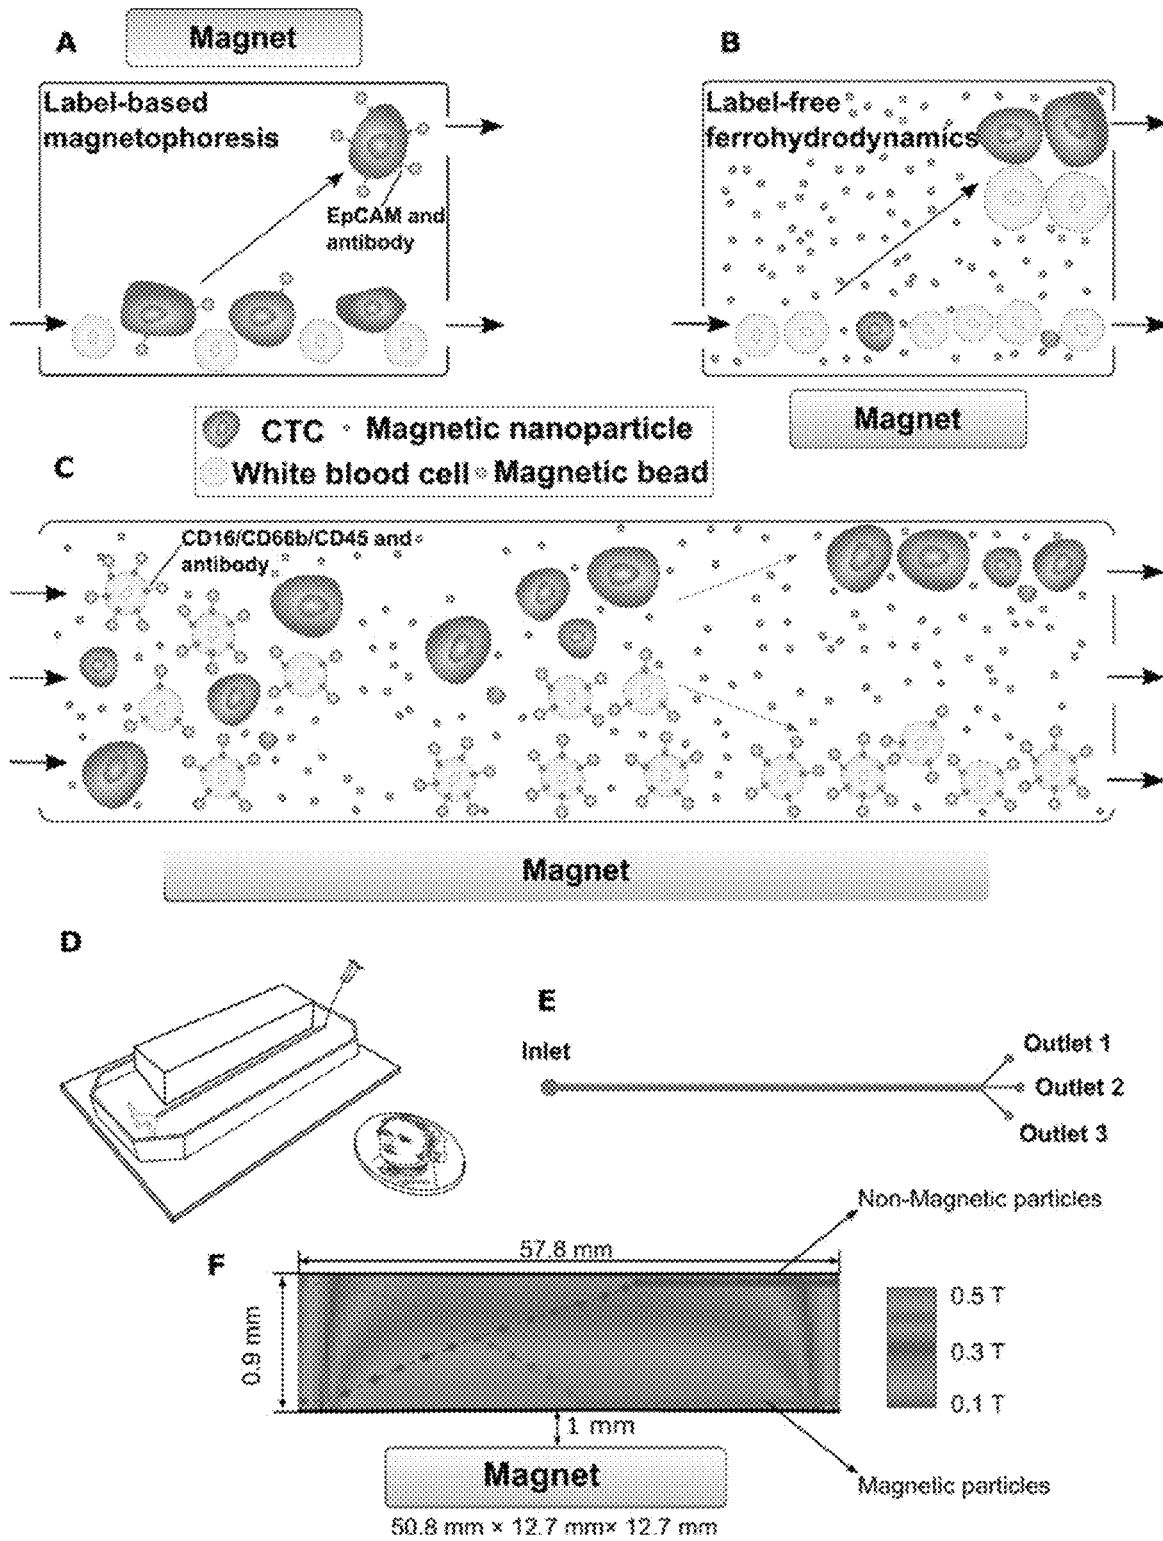 A
Magnet
Label-based
magnetophoresis
EpCAM and
antibody
B
Label-free
ferrohydrodynamics
Magnet
CTC Magnetic nanoparticle
White blood cell Magnetic bead
C
CD16/CD66b/CD45 and
antibody
Magnet
D
E
Inlet
Outlet 1
Outlet 2
Outlet 3
Non-Magnetic particles
F
57.8 mm
0.9 mm
0.5 T
0.3 T
0.1 T
1 mm
Magnet
Magnetic particles
50.8 mm × 12.7 mm× 12.7 mm